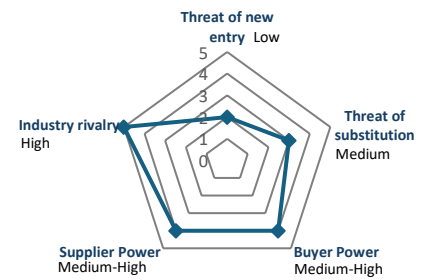 Threat of new
entry Low
5
4
3
2
1
0
Threat of
substitution
Medium
Industry rivalry
High
Supplier Power
Medium-High
Buyer Power
Medium-High